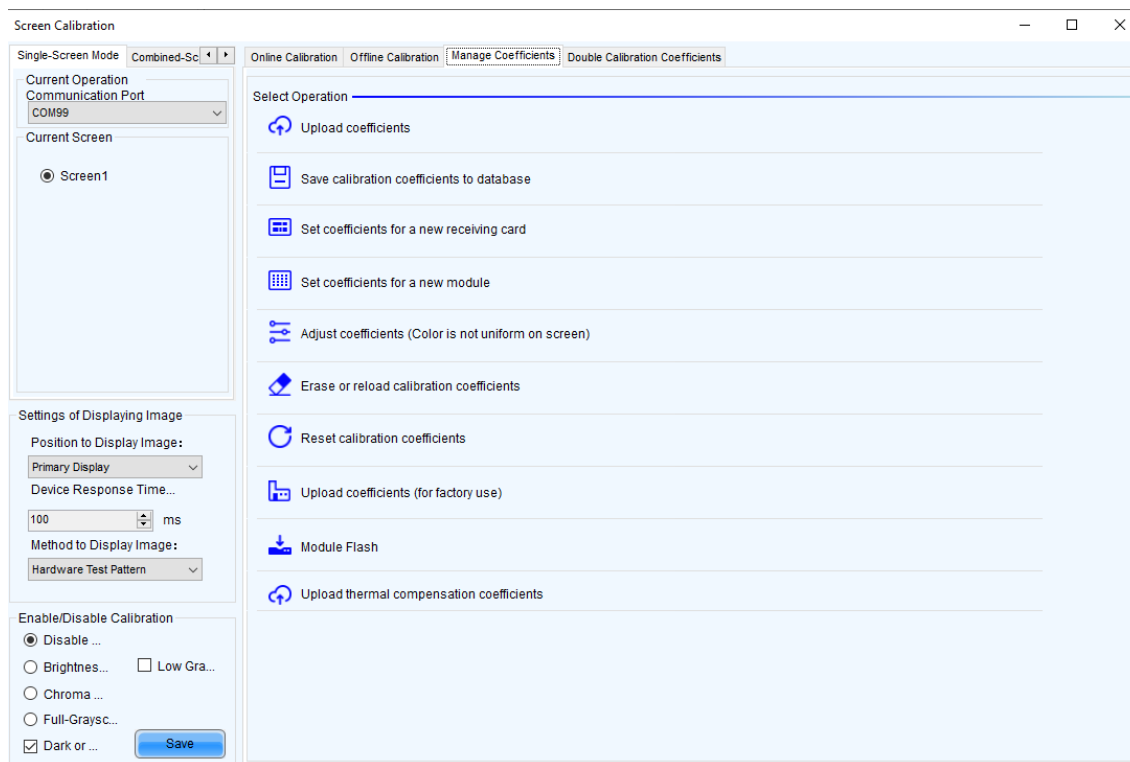 Screen Calibration
Single-Screen Mode
Combined-Sc
Online Calibration
Offline Calibration
Manage Coefficients
Double Calibration Coefficients
Current Operation
Communication Port
COM99
Current Screen
Screen1
Settings of Displaying Image
Position to Display Image:
Primary Display
Device Response Time...
100
ms
Method to Display Image:
Hardware Test Pattern
Enable/Disable Calibration
Disable ...
Brightnes...
Low Gra...
Chroma ...
Full-Graysc...
Dark or ...
Save
Select Operation
Upload coefficients
Save calibration coefficients to database
Set coefficients for a new receiving card
Set coefficients for a new module
Adjust coefficients (Color is not uniform on screen)
Erase or reload calibration coefficients
Reset calibration coefficients
Upload coefficients (for factory use)
Module Flash
Upload thermal compensation coefficients